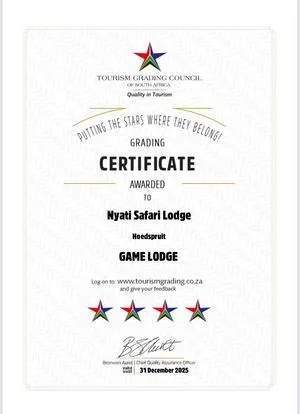 TOURISM GRADING COUNCIL
OF SOUTH AFRICA
Quality in Tourism
PUTTING THE STARS WHERE THEY BELONG!
GRADING
CERTIFICATE
AWARDED
TO
Nyati Safari Lodge
Hoedspruit
GAME LODGE
Log on to: www.tourismgrading.co.za
and give your feedback
Bronwen Auret | Chief Quality Assurance Officer
valid until 31 December 2025